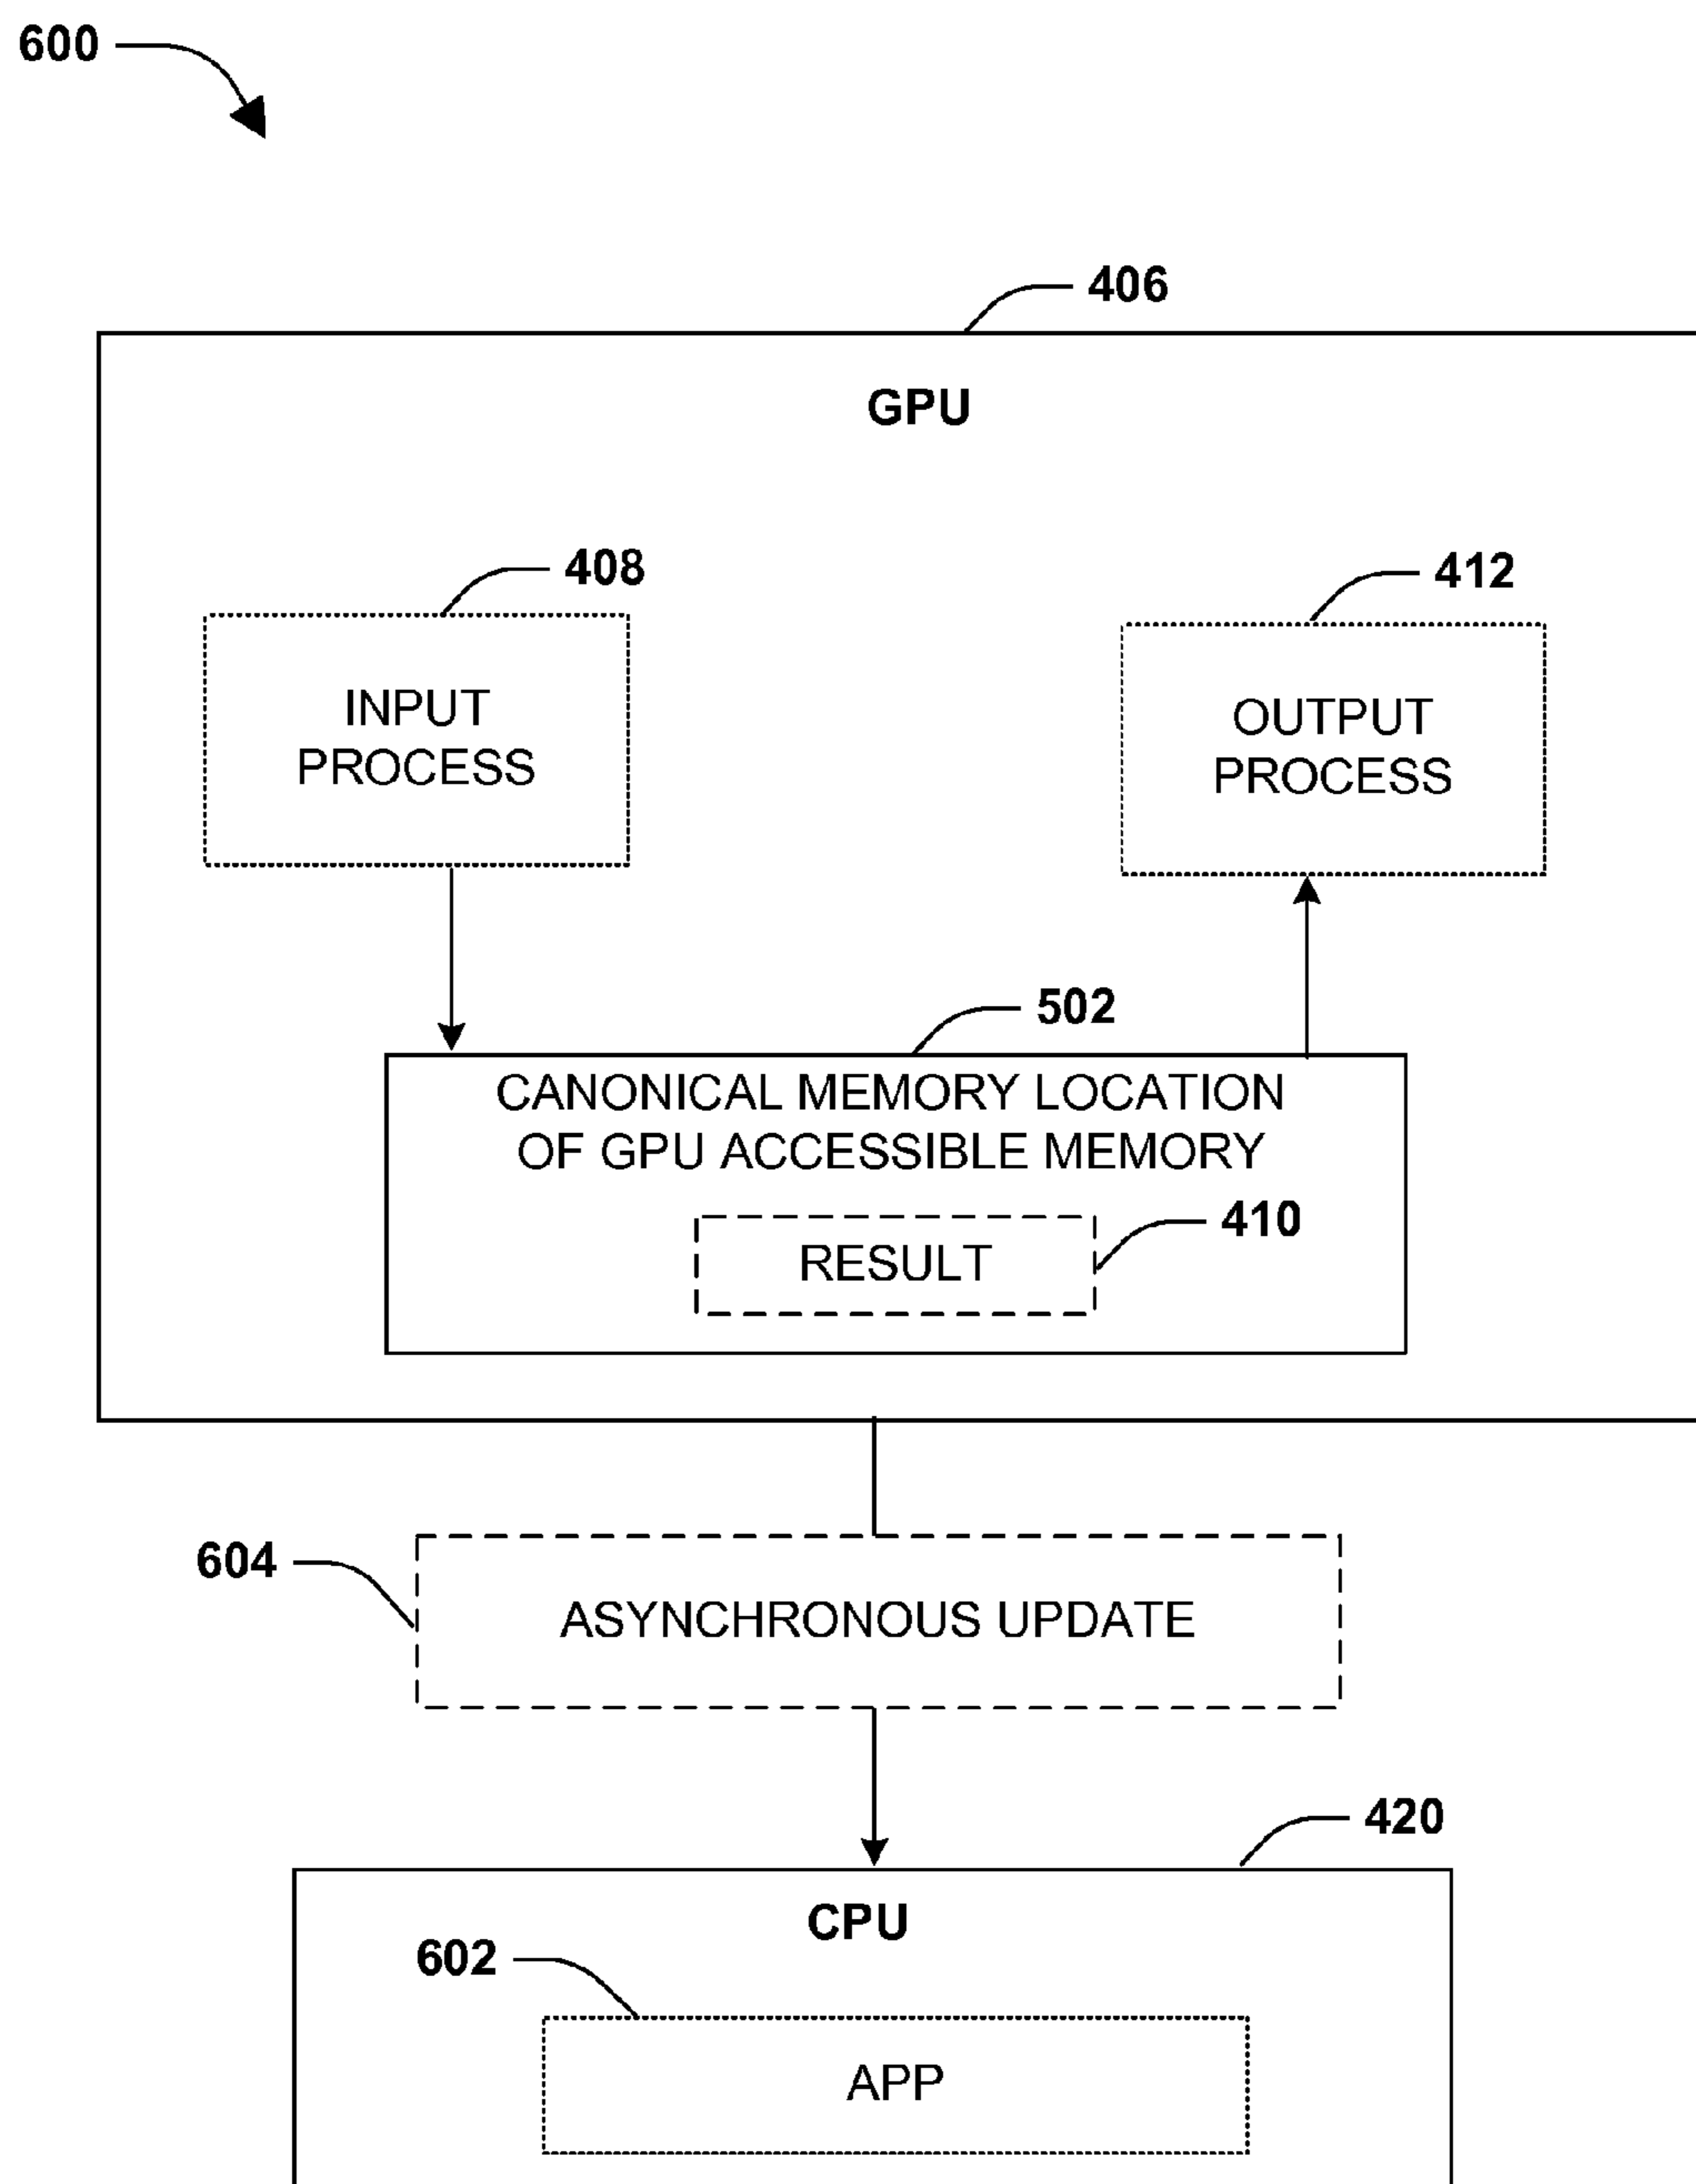 600
406
GPU
408
412
INPUT
PROCESS
OUTPUT
PROCESS
502
CANONICAL MEMORY LOCATION
OF GPU ACCESSIBLE MEMORY
410
RESULT
604
ASYNCHRONOUS UPDATE
420
CPU
602
APP